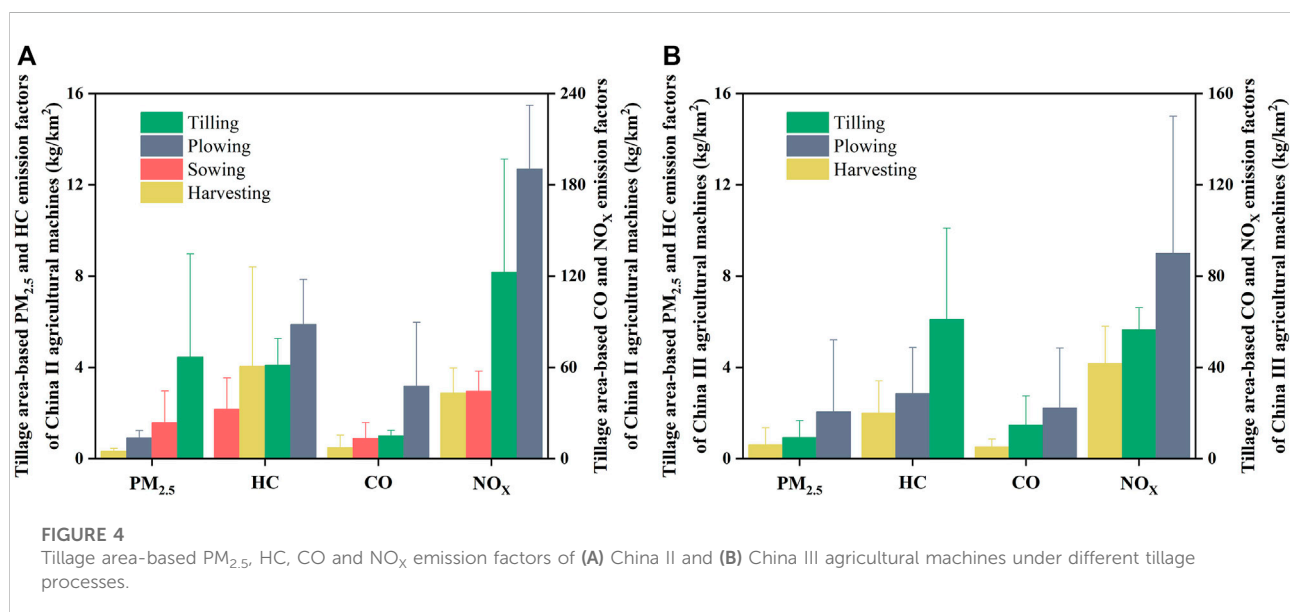 A
Tillage area-based PM2.5 and HC emission factors
of China II agricultural machines (kg/km²)
16
12
8
4
0
Tilling
Plowing
Sowing
Harvesting
PM2.5
HC
CO
NOX
240
180
120
60
0
Tillage area-based CO and NOX emission factors
of China II agricultural machines (kg/km²)
B
Tillage area-based PM2.5 and HC emission factors
of China III agricultural machines (kg/km²)
16
12
8
4
0
Tilling
Plowing
Harvesting
PM2.5
HC
CO
NOX
160
120
80
40
0
Tillage area-based CO and NOX emission factors
of China III agricultural machines (kg/km²)
FIGURE 4
Tillage area-based PM2.5, HC, CO and NOX emission factors of (A) China II and (B) China III agricultural machines under different tillage
processes.